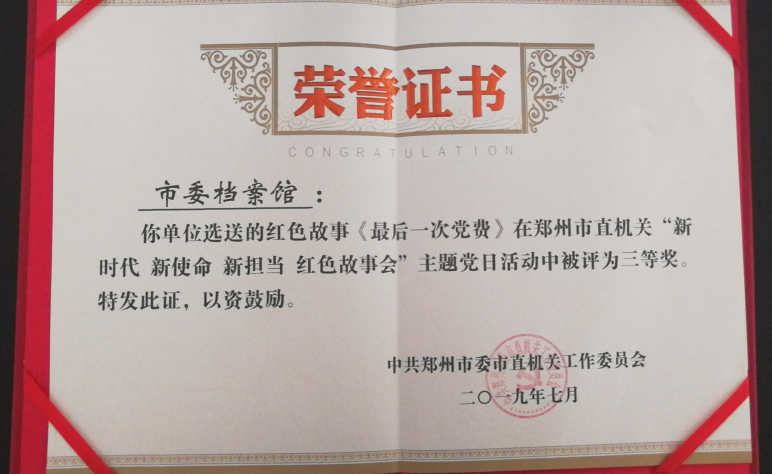 荣誉证书
CONGRATULATION
市委档案馆：
你单位选送的红色故事《最后一次党费》在郑州市直机关“新
时代 新使命 新担当 红色故事会”主题党日活动中被评为三等奖。
特发此证，以资鼓励。
中共郑州市委市直机关工作委员会
二〇一九年七月